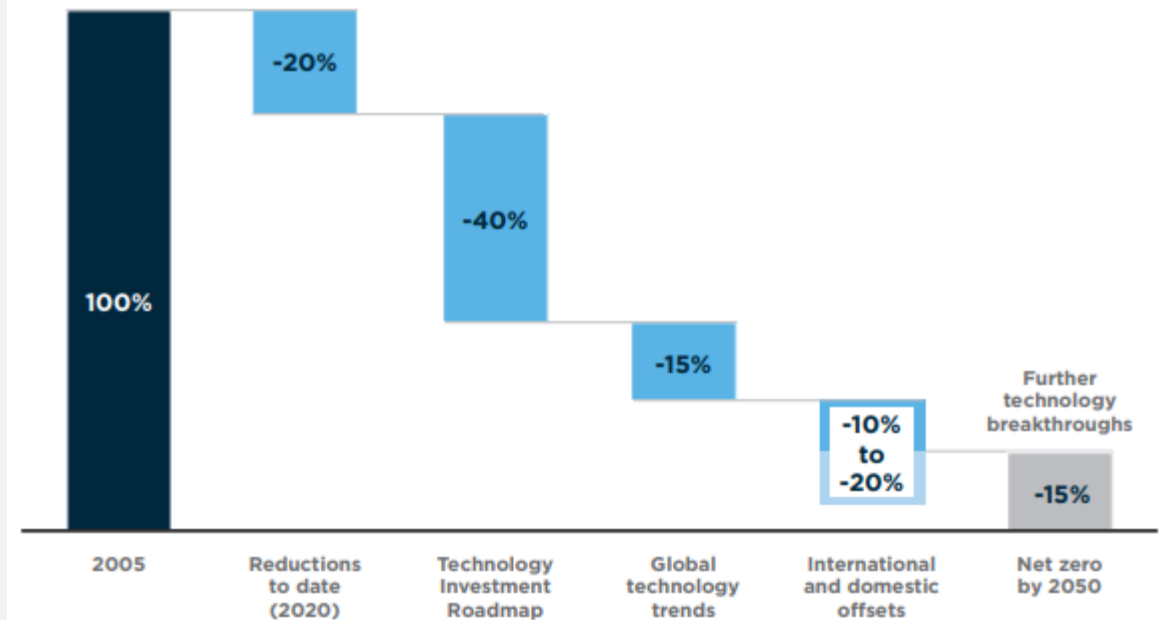 -20%
-40%
100%
-15%
Further
technology
breakthroughs
-10%
to
-20%
-15%
2005
Reductions
to date
(2020)
Technology
Investment
Roadmap
Global
technology
trends
International
and domestic
offsets
Net zero
by 2050